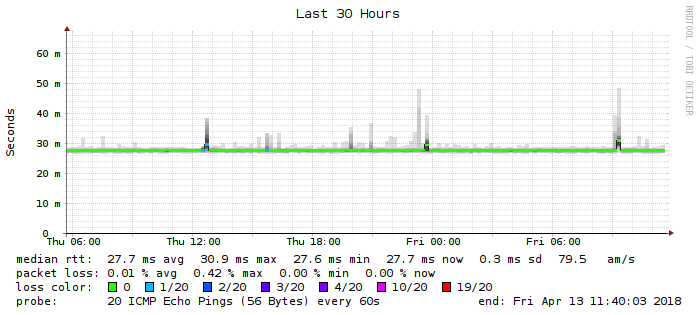 Last 30 Hours
RRDTOOL / TOBI OETIKER
Seconds
60 m
50 m
40 m
30 m
20 m
10 m
0
Thu 06:00 Thu 12:00 Thu 18:00 Fri 00:00 Fri 06:00
median rtt: 27.7 ms avg 30.9 ms max 27.6 ms min 27.7 ms now 0.3 ms sd 79.5 am/s
packet loss: 0.01 % avg 0.42 % max 0.00 % min 0.00 % now
loss color: 0 1/20 2/20 3/20 4/20 10/20 19/20
probe: 20 ICMP Echo Pings (56 Bytes) every 60s end: Fri Apr 13 11:40:03 2018